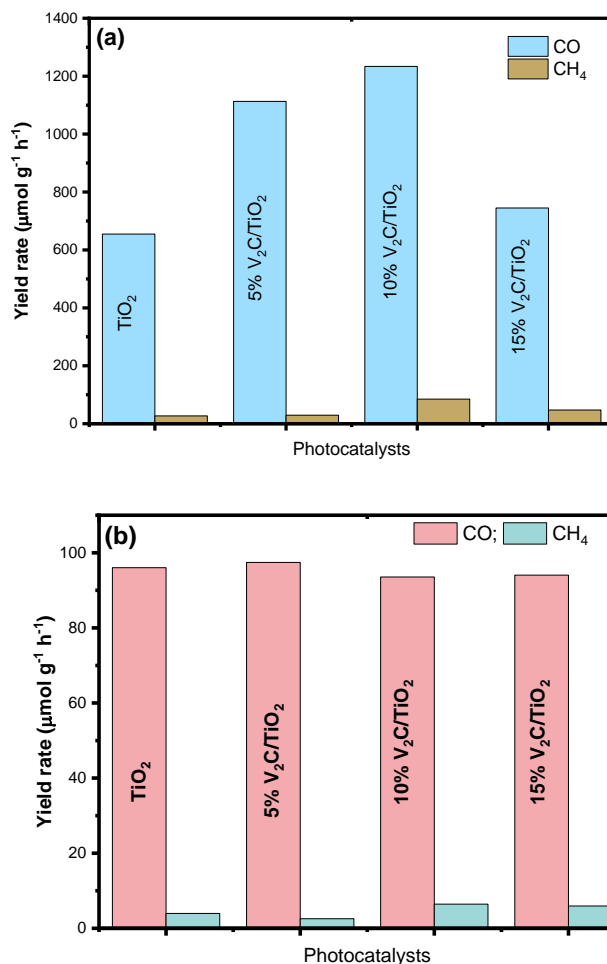 (a)
CO
CH₄
1400
1200
1000
800
600
400
200
0
Yield rate (μmol g⁻¹ h⁻¹)
TiO₂
5% V₂C/TiO₂
10% V₂C/TiO₂
15% V₂C/TiO₂
Photocatalysts
(b)
CO; CH₄
100
80
60
40
20
0
Yield rate (μmol g⁻¹ h⁻¹)
TiO₂
5% V₂C/TiO₂
10% V₂C/TiO₂
15% V₂C/TiO₂
Photocatalysts